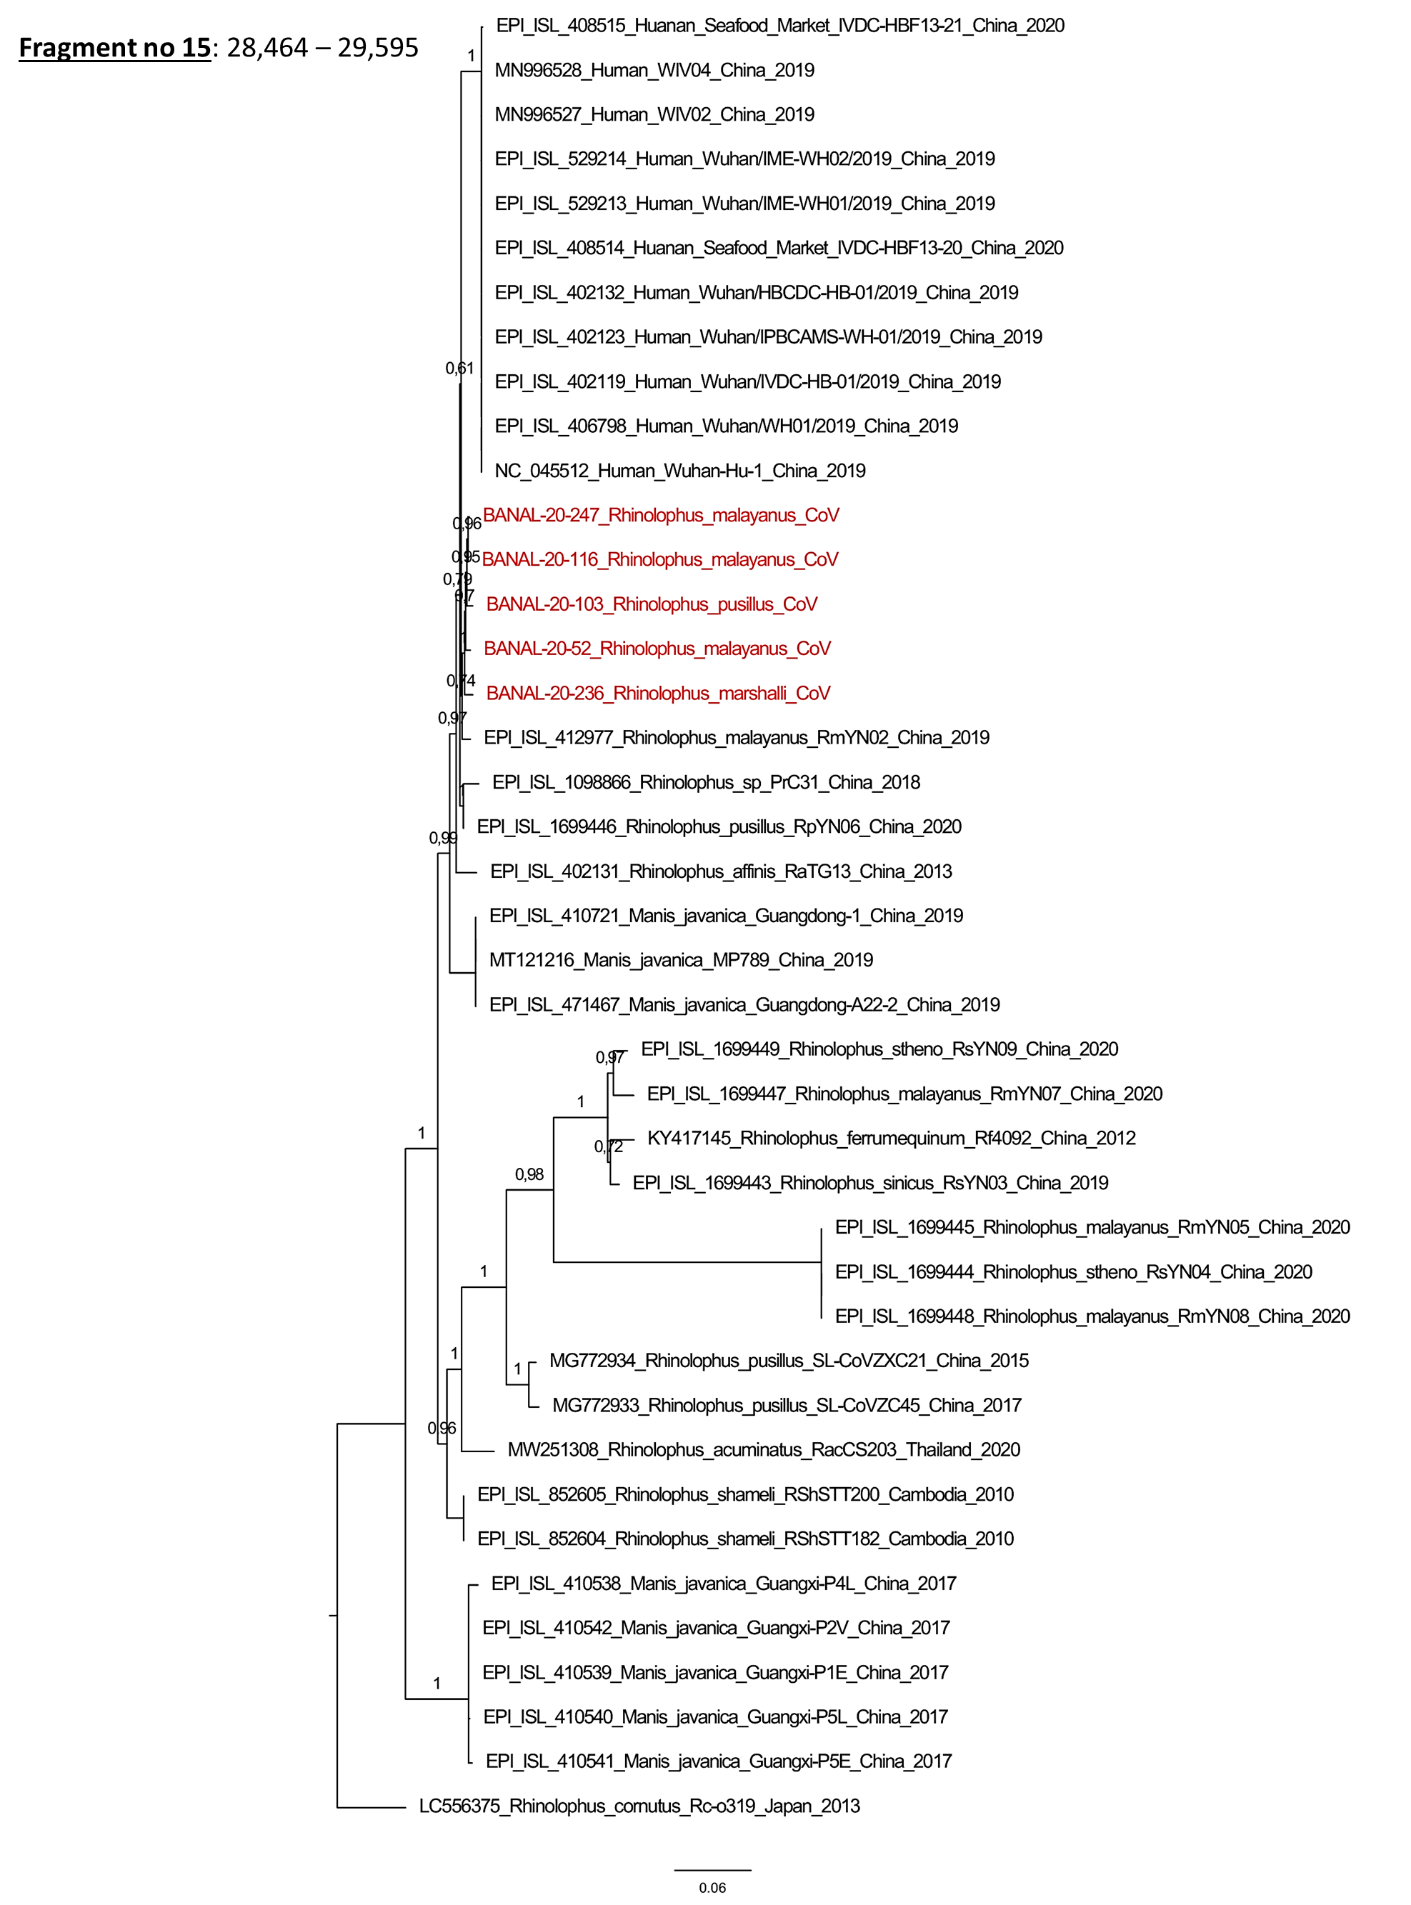 Fragment no 15: 28,464 – 29,595
EPI_ISL_408515_Huanan_Seafood_Market_IVDC-HBF13-21_China_2020
1
MN996528_Human_WIV04_China_2019
MN996527_Human_WIV02_China_2019
EPI_ISL_529214_Human_Wuhan/IME-WH02/2019_China_2019
EPI_ISL_529213_Human_Wuhan/IME-WH01/2019_China_2019
EPI_ISL_408514_Huanan_Seafood_Market_IVDC-HBF13-20_China_2020
EPI_ISL_402132_Human_Wuhan/HBCDC-HB-01/2019_China_2019
EPI_ISL_402123_Human_Wuhan/IPBCAMS-WH-01/2019_China_2019
0,61
EPI_ISL_402119_Human_Wuhan/IVDC-HB-01/2019_China_2019
EPI_ISL_406798_Human_Wuhan/WH01/2019_China_2019
NC_045512_Human_Wuhan-Hu-1_China_2019
BANAL-20-247_Rhinolophus_malayanus_CoV
0,96
0,95
BANAL-20-116_Rhinolophus_malayanus_CoV
0,79
0,7
BANAL-20-103_Rhinolophus_pusillus_CoV
BANAL-20-52_Rhinolophus_malayanus_CoV
0,74
BANAL-20-236_Rhinolophus_marshalli_CoV
0,97
EPI_ISL_412977_Rhinolophus_malayanus_RmYN02_China_2019
EPI_ISL_1098866_Rhinolophus_sp_PrC31_China_2018
EPI_ISL_1699446_Rhinolophus_pusillus_RpYN06_China_2020
0,99
EPI_ISL_402131_Rhinolophus_affinis_RaTG13_China_2013
EPI_ISL_410721_Manis_javanica_Guangdong-1_China_2019
MT121216_Manis_javanica_MP789_China_2019
EPI_ISL_471467_Manis_javanica_Guangdong-A22-2_China_2019
EPI_ISL_1699449_Rhinolophus_stheno_RsYN09_China_2020
0,97
EPI_ISL_1699447_Rhinolophus_malayanus_RmYN07_China_2020
1
1
KY417145_Rhinolophus_ferrumequinum_Rf4092_China_2012
0,72
0,98
EPI_ISL_1699443_Rhinolophus_sinicus_RsYN03_China_2019
EPI_ISL_1699445_Rhinolophus_malayanus_RmYN05_China_2020
1
EPI_ISL_1699444_Rhinolophus_stheno_RsYN04_China_2020
EPI_ISL_1699448_Rhinolophus_malayanus_RmYN08_China_2020
1
1
MG772934_Rhinolophus_pusillus_SL-CoVZXC21_China_2015
MG772933_Rhinolophus_pusillus_SL-CoVZC45_China_2017
0,96
MW251308_Rhinolophus_acuminatus_RacCS203_Thailand_2020
EPI_ISL_852605_Rhinolophus_shameli_RShSTT200_Cambodia_2010
EPI_ISL_852604_Rhinolophus_shameli_RShSTT182_Cambodia_2010
EPI_ISL_410538_Manis_javanica_Guangxi-P4L_China_2017
EPI_ISL_410542_Manis_javanica_Guangxi-P2V_China_2017
EPI_ISL_410539_Manis_javanica_Guangxi-P1E_China_2017
1
EPI_ISL_410540_Manis_javanica_Guangxi-P5L_China_2017
EPI_ISL_410541_Manis_javanica_Guangxi-P5E_China_2017
LC556375_Rhinolophus_cornutus_Rc-o319_Japan_2013
0.06